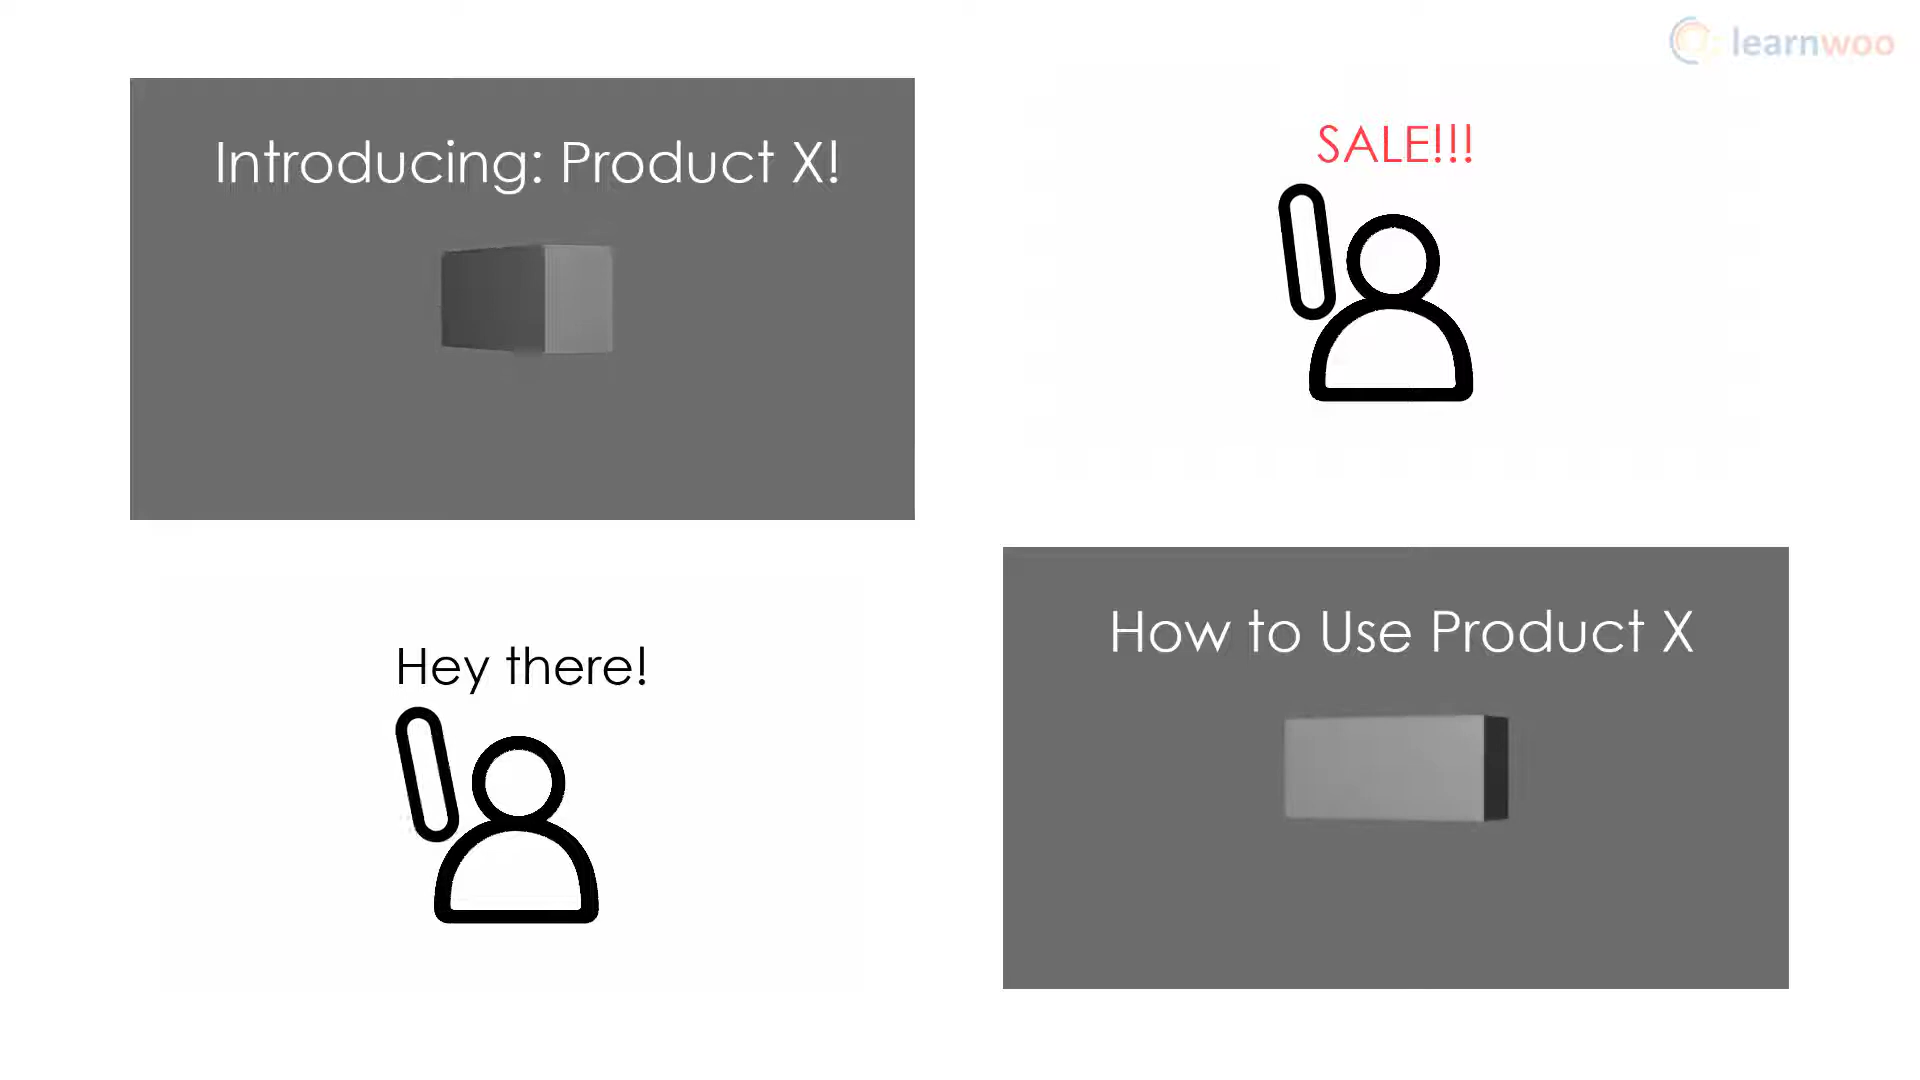 learnwoo
Introducing: Product X!
SALE!!!
Hey there!
How to Use Product X